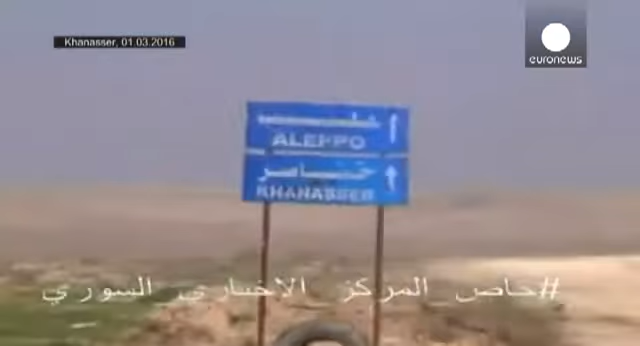 Khanasser, 01.03.2016
euronews
حلب
ALEPPO
خناصر
KHANASSER
#خاص_المركز_الاخباري_السوري